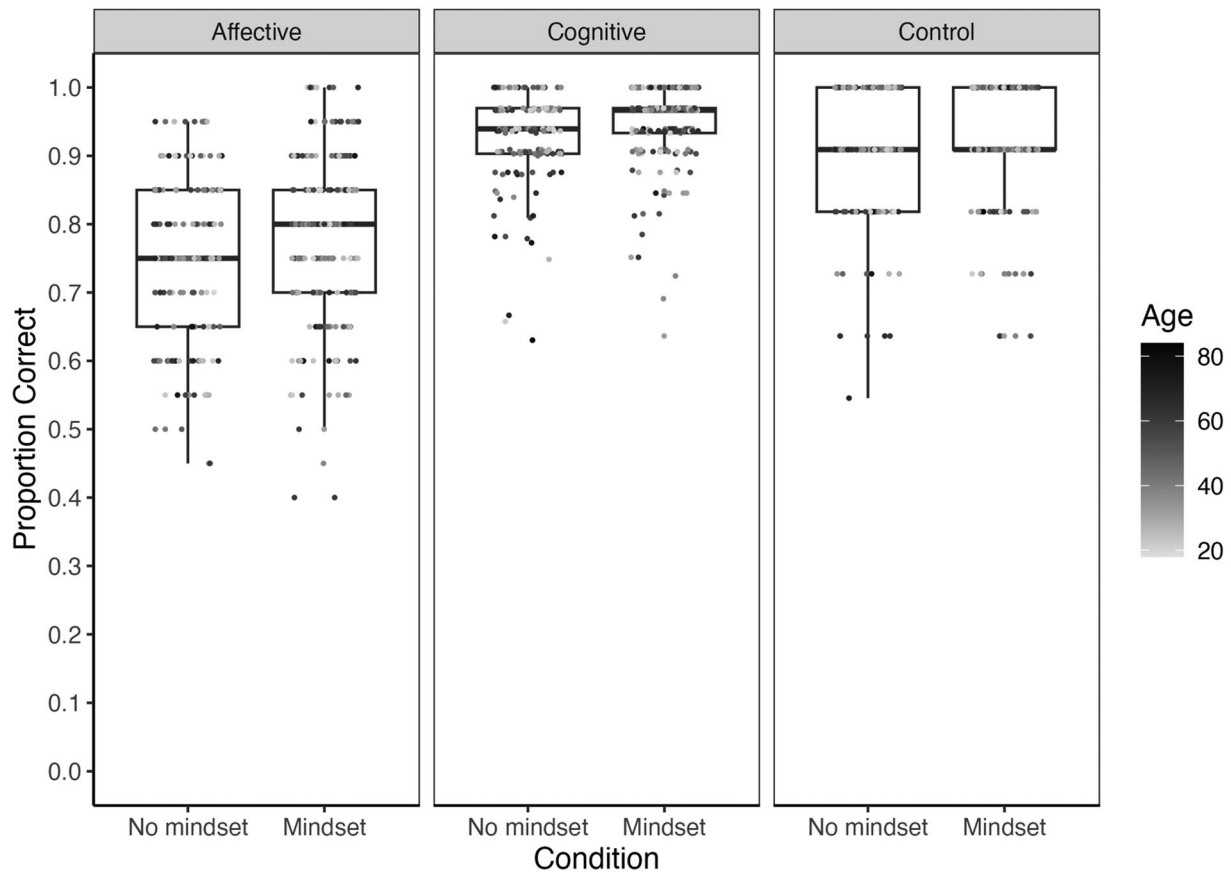 Affective
Cognitive
Control
Proportion Correct
1.0
0.9
0.8
0.7
0.6
0.5
0.4
0.3
0.2
0.1
0.0
No mindset
Mindset
No mindset
Mindset
No mindset
Mindset
Condition
Age
80
60
40
20